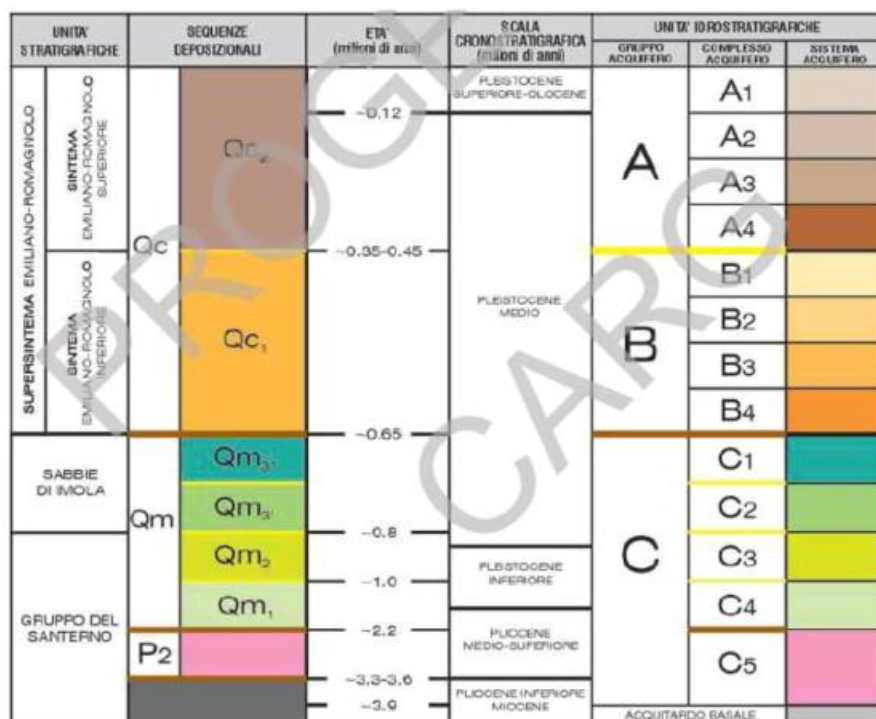 UNITA'
STRATIGRAFICHE
SEQUENZE
DEPOSIZIONALI
ETA'
(milioni di anni)
SCALA
CRONOSTRATIGRAFICA
(milioni di anni)
UNITA' IDROSTRATIGRAFICHE
GRUPPO
ACQUIFERO
COMPLESSO
ACQUIFERO
SISTEMA
ACQUIFERO
SUPERSINTEMA EMILIANO-ROMAGNOLO
SINTEMA
EMILIANO-ROMAGNOLO
SUPERIORE
SINTEMA
EMILIANO-ROMAGNOLO
INFERIORE
SABBIE
DI IMOLA
GRUPPO DEL
SANTERNO
Qc
Qm
P2
Qc2
Qc1
Qm3''
Qm3'
Qm2
Qm1
~0.12
~0.35-0.45
~0.65
~0.8
~1.0
~2.2
~3.3-3.6
~3.9
PLEISTOCENE
SUPERIORE-OLOCENE
PLEISTOCENE
MEDIO
PLEISTOCENE
INFERIORE
PLIOCENE
MEDIO-SUPERIORE
PLIOCENE INFERIORE
MIOCENE
A
B
C
A1
A2
A3
A4
B1
B2
B3
B4
C1
C2
C3
C4
C5
ACQUITARDO BASALE
PROGE
CARG